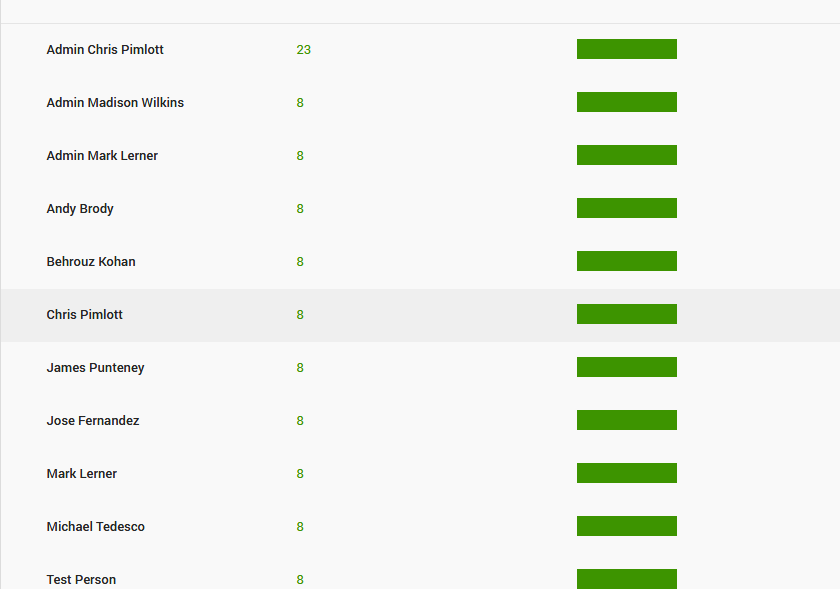 Admin Chris Pimlott 23
Admin Madison Wilkins 8
Admin Mark Lerner 8
Andy Brody 8
Behrouz Kohan 8
Chris Pimlott 8
James Punteney 8
Jose Fernandez 8
Mark Lerner 8
Michael Tedesco 8
Test Person 8